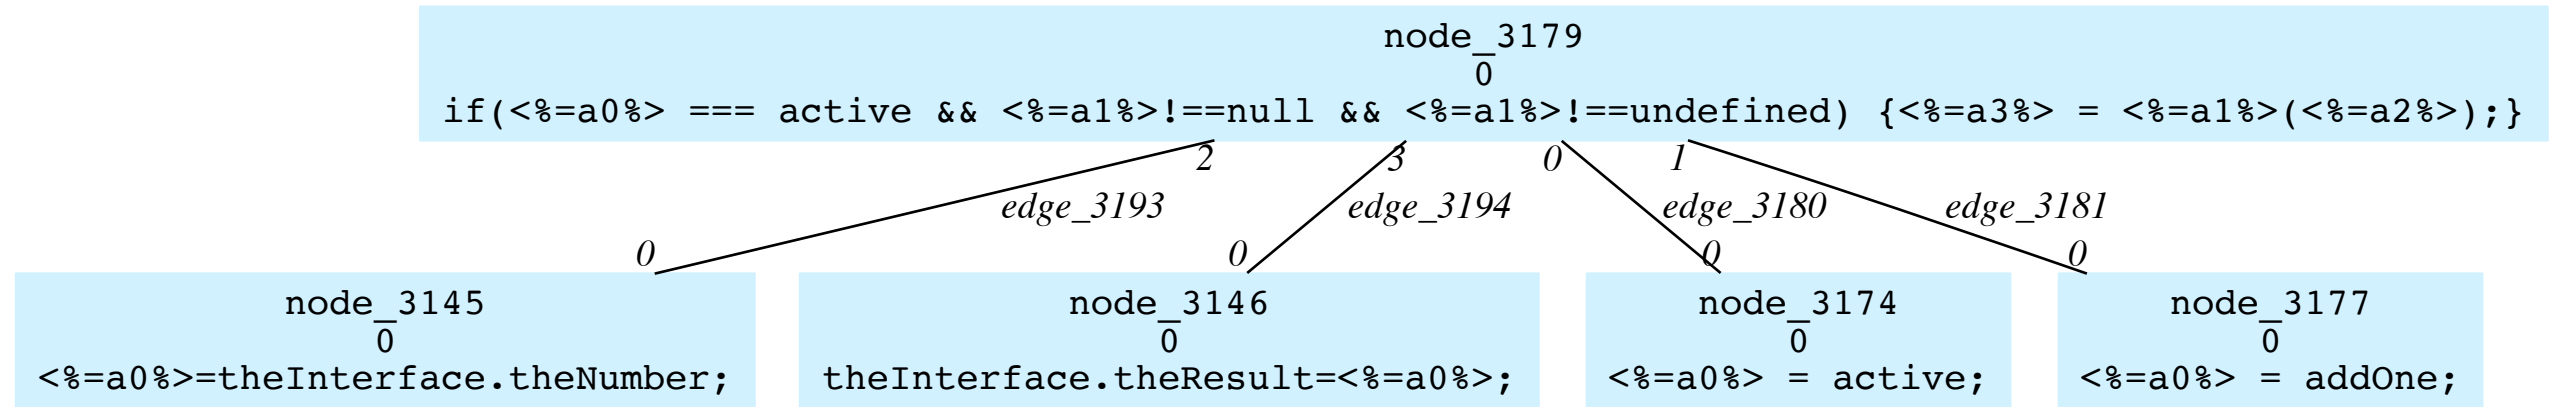 node_3179
0
if(<%=a0%> === active && <%=a1%>!==null && <%=a1%>!==undefined) {<%=a3%> = <%=a1%>(<%=a2%>);}
2 3 0 1
edge_3193 edge_3194 edge_3180 edge_3181
0 0 0 0
node_3145
0
<%=a0%>=theInterface.theNumber;
node_3146
0
theInterface.theResult=<%=a0%>;
node_3174
0
<%=a0%> = active;
node_3177
0
<%=a0%> = addOne;